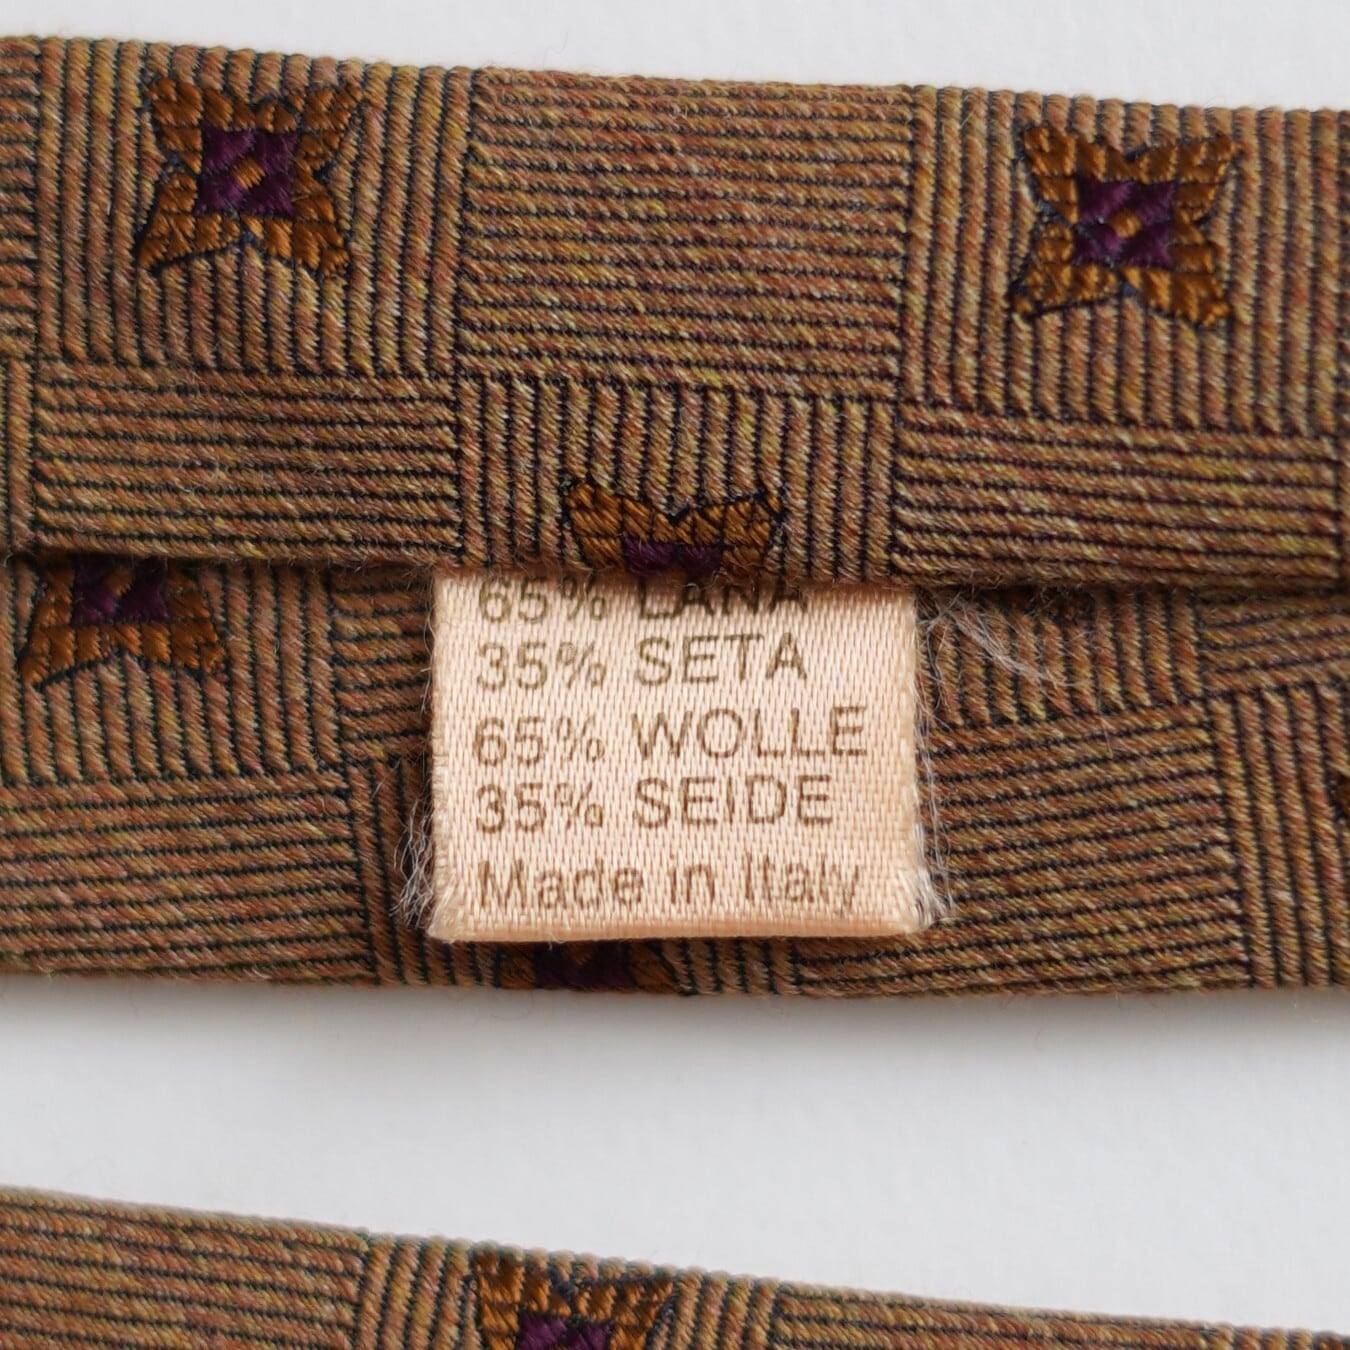 65% LANA
35% SETA
65% WOLLE
35% SEIDE
Made in Italy